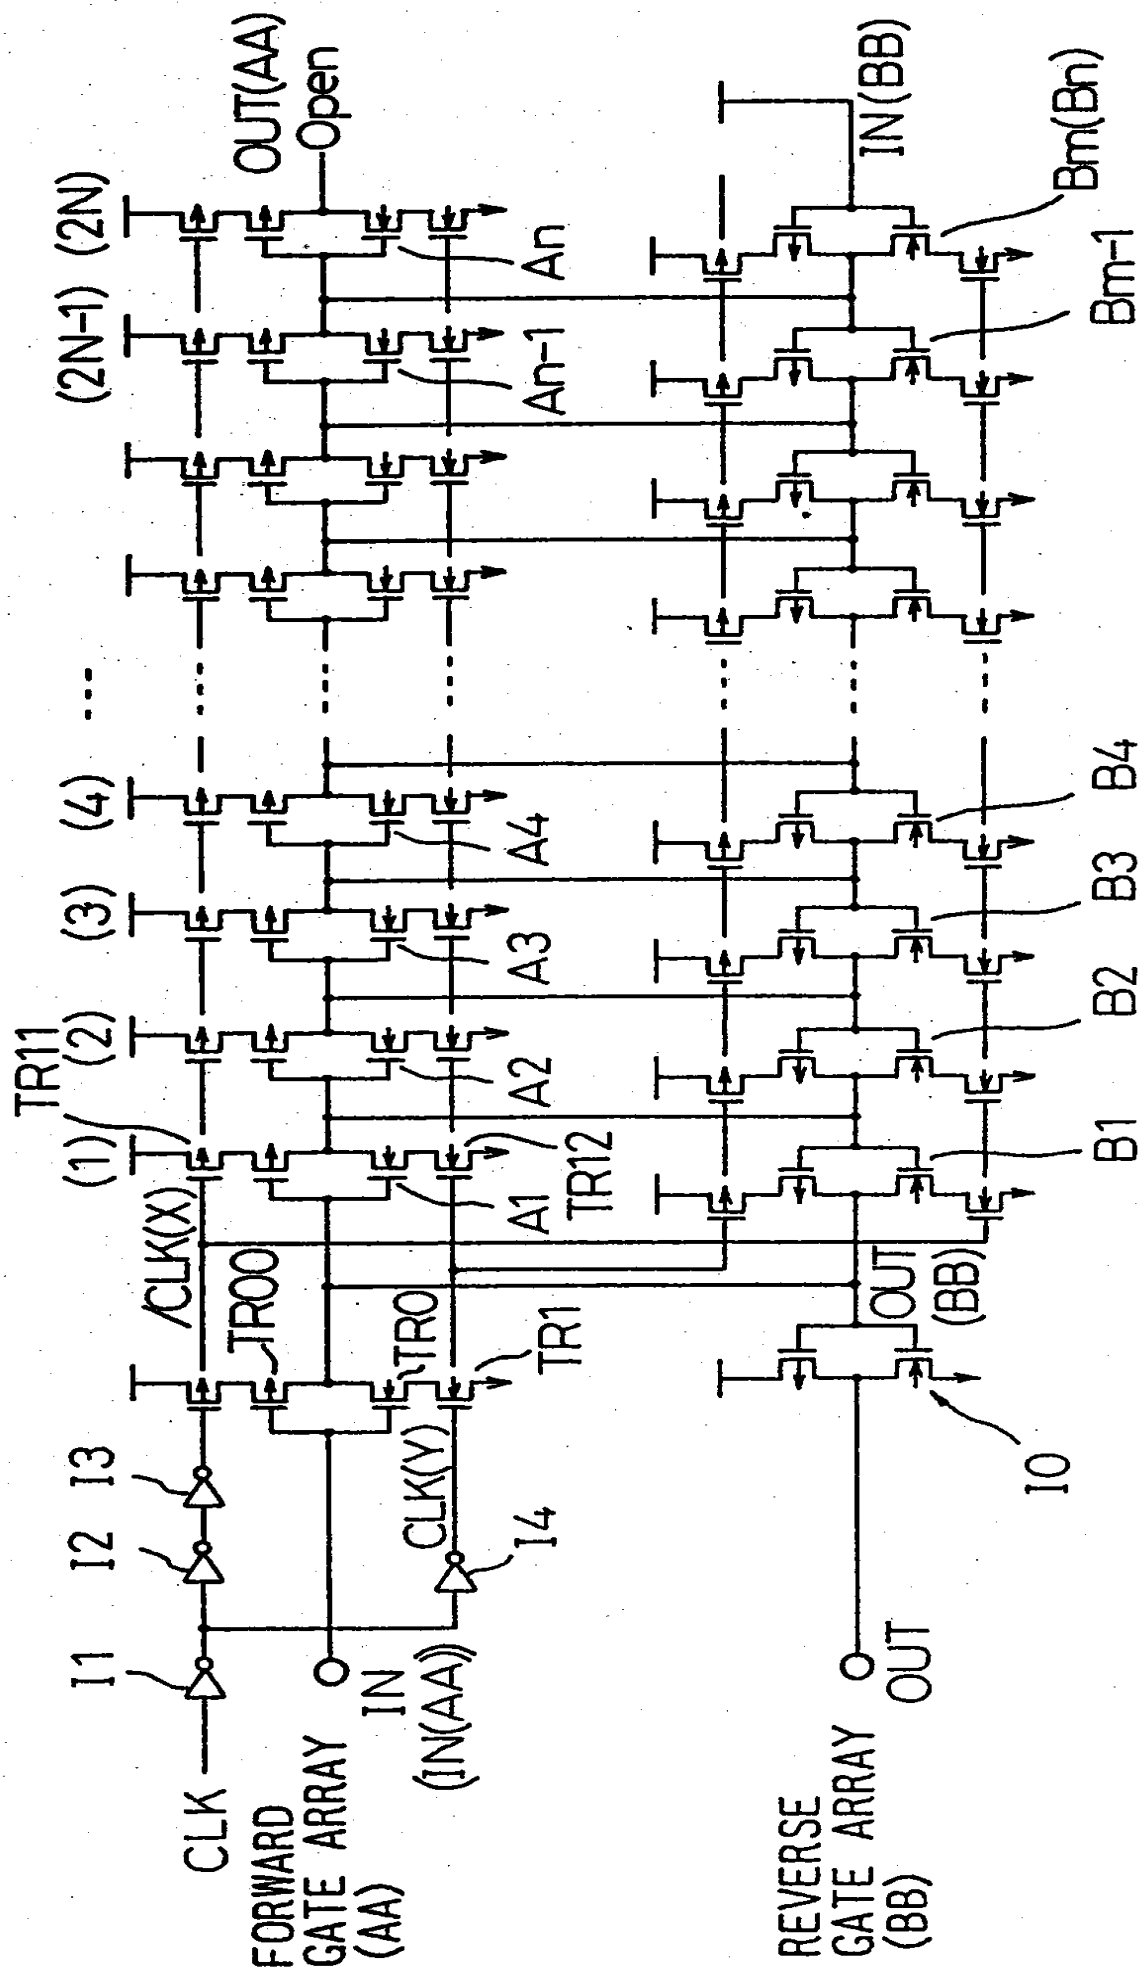 CLK
I1
I2
I3
/CLK(X)
TR11
(1)
(2)
(3)
(4)
...
(2N-1)
(2N)
FORWARD
GATE ARRAY
(AA)
IN
(IN(AA))
I4
CLK(Y)
TR00
TR0
TR1
A1
TR12
A2
A3
A4
An-1
An
OUT(AA)
Open
REVERSE
GATE ARRAY
(BB)
OUT
IO
OUT
(BB)
B1
B2
B3
B4
Bm-1
Bm(Bn)
IN(BB)